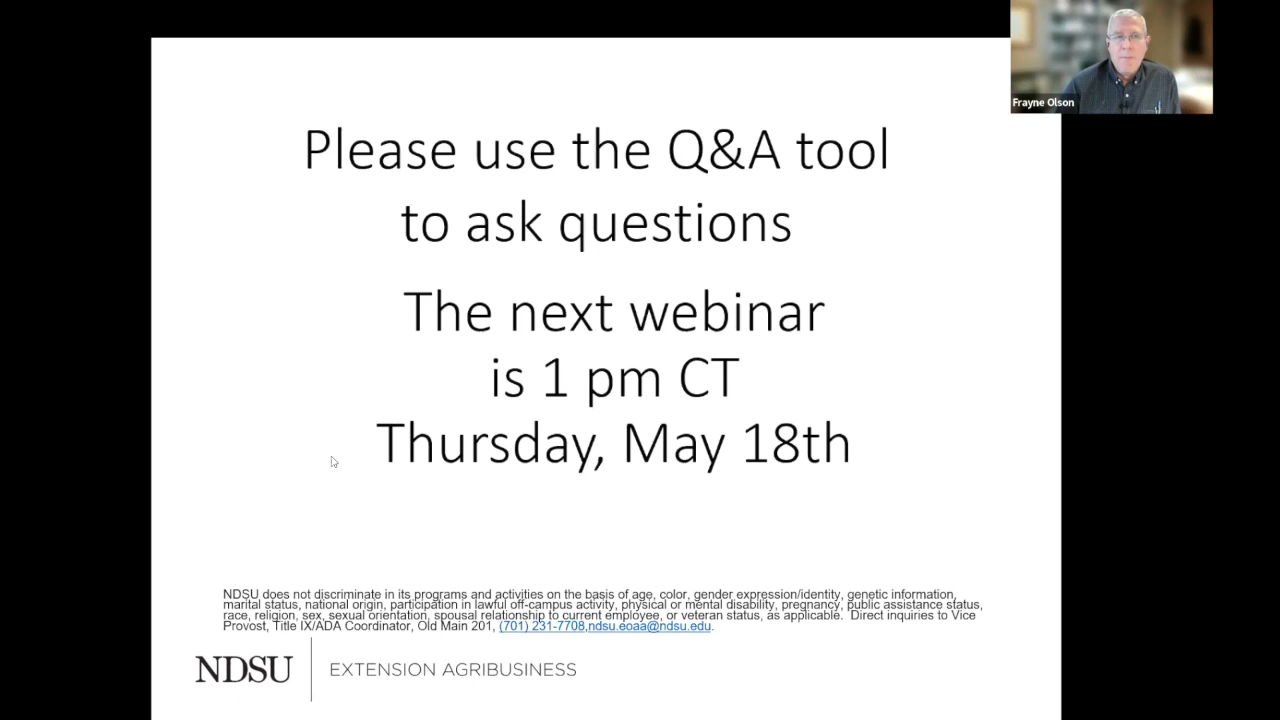 Frayne Olson
Please use the Q&A tool
to ask questions
The next webinar
is 1 pm CT
Thursday, May 18th
NDSU does not discriminate in its programs and activities on the basis of age, color, gender expression/identity, genetic information,
marital status, national origin, participation in lawful off-campus activity, physical or mental disability, pregnancy, public assistance status,
race, religion, sex, sexual orientation, spousal relationship to current employee, or veteran status, as applicable. Direct inquiries to Vice
Provost, Title IX/ADA Coordinator, Old Main 201, (701) 231-7708,ndsu.eoaa@ndsu.edu.
NDSU EXTENSION AGRIBUSINESS